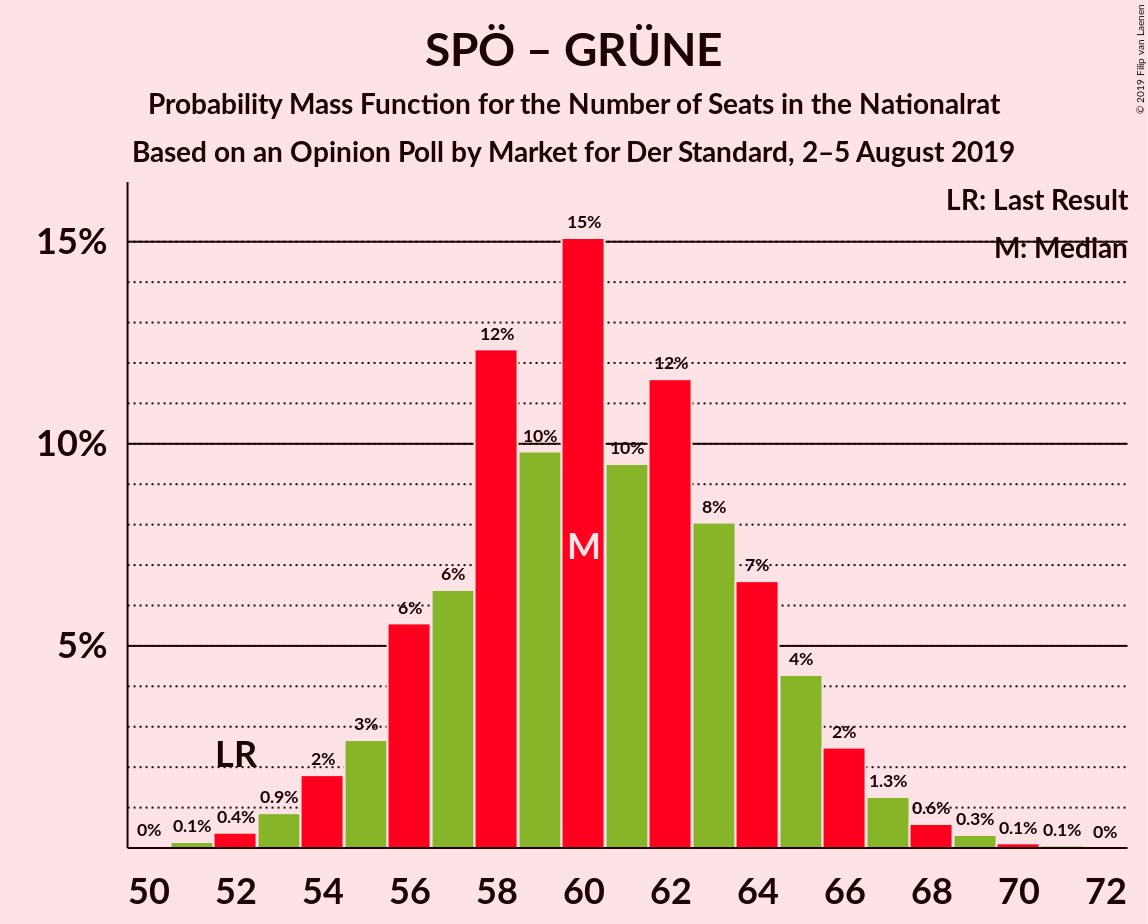 SPÖ – GRÜNE
Probability Mass Function for the Number of Seats in the Nationalrat
Based on an Opinion Poll by Market for Der Standard, 2–5 August 2019
© 2019 Filip van Laenen
LR: Last Result
M: Median
15%
10%
5%
0%
0.1%
0.4%
0.9%
2%
3%
6%
6%
12%
10%
15%
10%
12%
8%
7%
4%
2%
1.3%
0.6%
0.3%
0.1%
0.1%
0%
LR
M
50 52 54 56 58 60 62 64 66 68 70 72